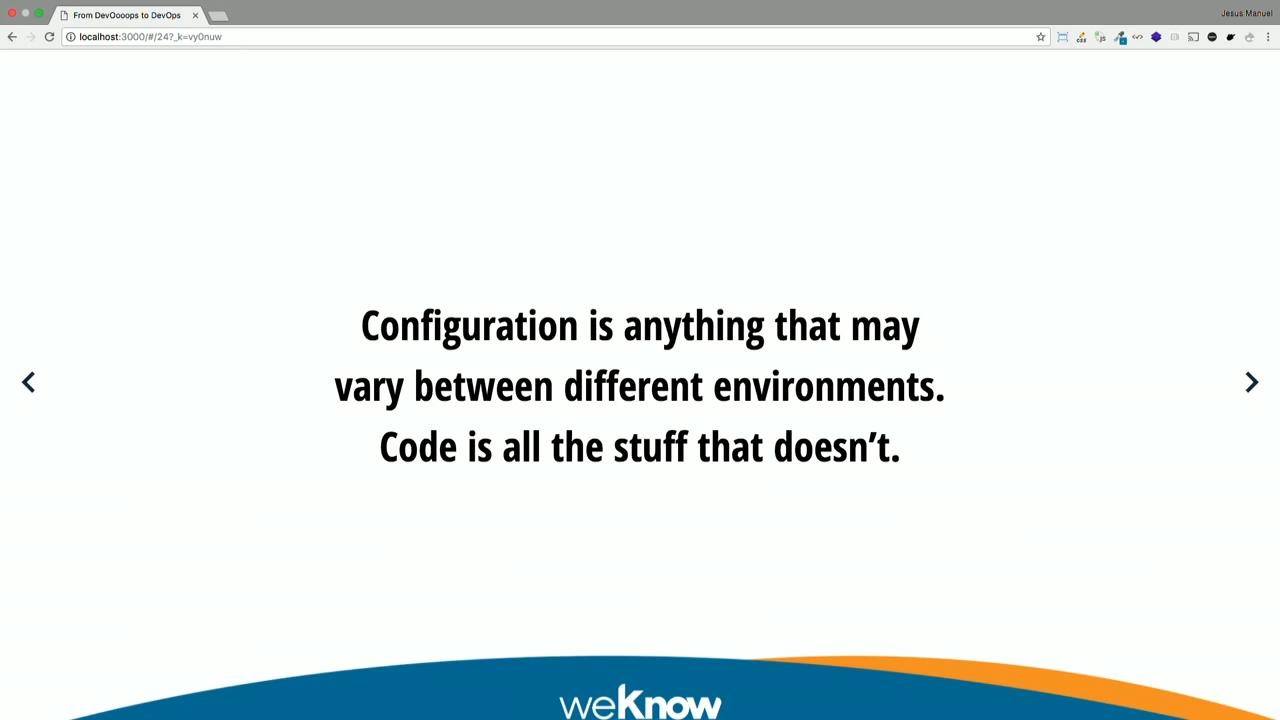 From DevOoops to DevOps
Jesus Manuel
localhost:3000/#/24?_k=vy0nuw
Configuration is anything that may
vary between different environments.
Code is all the stuff that doesn’t.
weKnow